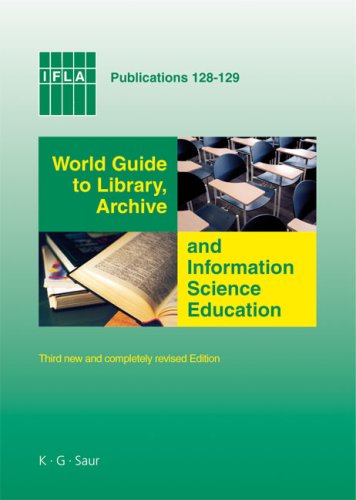 IFLA
Publications 128-129
World Guide
to Library,
Archive
and
Information
Science
Education
Third new and completely revised Edition
K · G · Saur